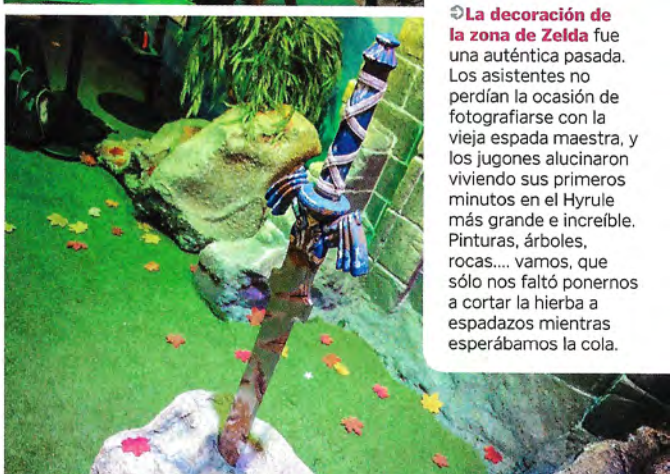 La decoración de
la zona de Zelda fue
una auténtica pasada.
Los asistentes no
perdían la ocasión de
fotografiarse con la
vieja espada maestra, y
los jugones alucinaron
viviendo sus primeros
minutos en el Hyrule
más grande e increíble.
Pinturas, árboles,
rocas.... vamos, que
sólo nos faltó ponernos
a cortar la hierba a
espadazos mientras
esperábamos la cola.